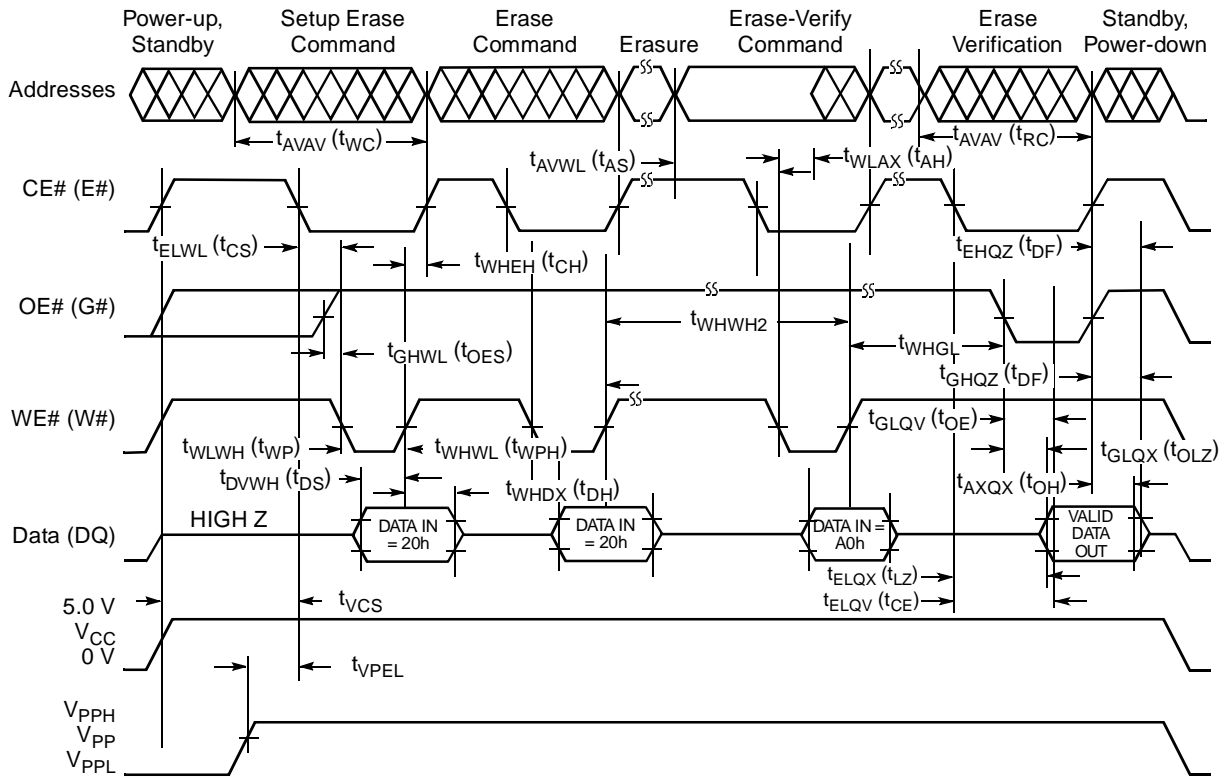 Power-up, Standby
Setup Erase Command
Erase Command
Erasure
Erase-Verify Command
Erase Verification
Standby, Power-down
Addresses
tAVAV (tWC)
tAVWL (tAS)
tWLAX (tAH)
tAVAV (tRC)
CE# (E#)
tELWL (tCS)
tWHEH (tCH)
tEHQZ (tDF)
OE# (G#)
tWHWH2
tWHGL
tGHWL (tOES)
tGHQZ (tDF)
WE# (W#)
tGLQV (tOE)
tWLWH (tWP)
tWHWL (tWPH)
tGLQX (tOLZ)
tDVWH (tDS)
tWHDX (tDH)
tAXQX (tOH)
Data (DQ)
HIGH Z
DATA IN = 20h
DATA IN = 20h
DATA IN = A0h
VALID DATA OUT
tELQX (tLZ)
tELQV (tCE)
5.0 V
VCC
0 V
tVCS
tVPEL
VPPH
VPP
VPPL